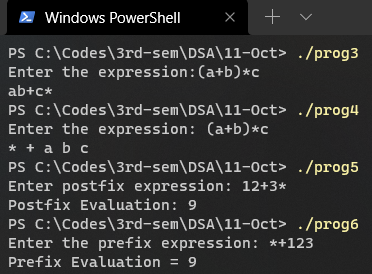 Windows PowerShell
PS C:\Codes\3rd-sem\DSA\11-Oct> ./prog3
Enter the expression:(a+b)*c
ab+c*
PS C:\Codes\3rd-sem\DSA\11-Oct> ./prog4
Enter the expression: (a+b)*c
* + a b c
PS C:\Codes\3rd-sem\DSA\11-Oct> ./prog5
Enter postfix expression: 12+3*
Postfix Evaluation: 9
PS C:\Codes\3rd-sem\DSA\11-Oct> ./prog6
Enter the prefix expression: *+123
Prefix Evaluation = 9